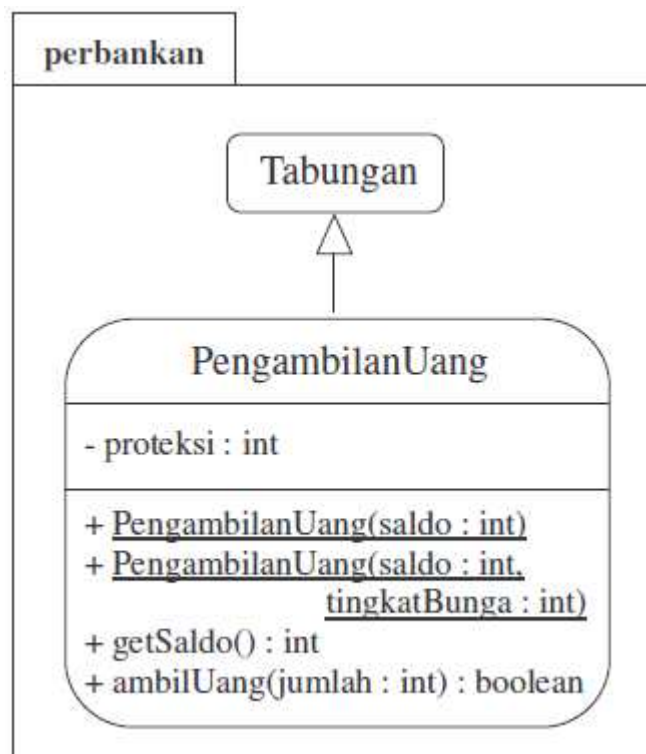 perbankan
Tabungan
PengambilanUang
- proteksi : int
+ PengambilanUang(saldo : int)
+ PengambilanUang(saldo : int,
tingkatBunga : int)
+ getSaldo() : int
+ ambilUang(jumlah : int) : boolean